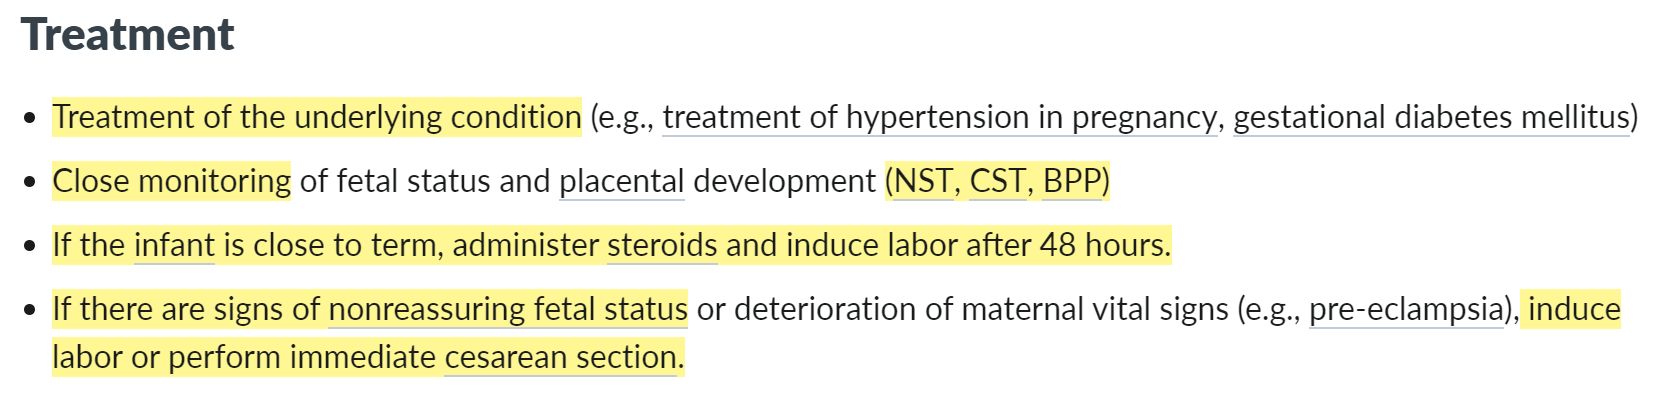 Treatment
• Treatment of the underlying condition (e.g., treatment of hypertension in pregnancy, gestational diabetes mellitus)
• Close monitoring of fetal status and placental development (NST, CST, BPP)
• If the infant is close to term, administer steroids and induce labor after 48 hours.
• If there are signs of nonreassuring fetal status or deterioration of maternal vital signs (e.g., pre-eclampsia), induce
labor or perform immediate cesarean section.